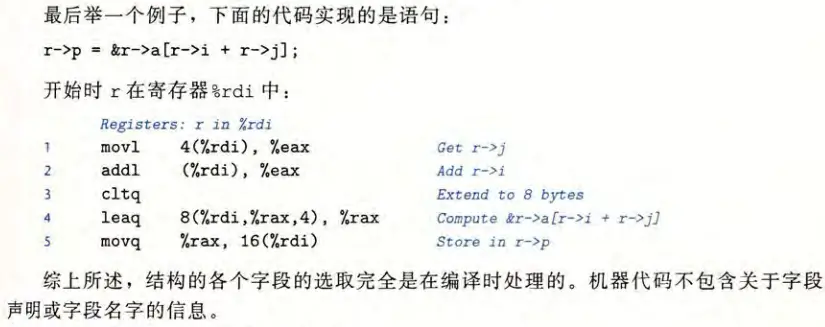 最后举一个例子，下面的代码实现的是语句：
r->p = &r->a[r->i + r->j];
开始时 r 在寄存器%rdi 中：
Registers: r in %rdi
1 movl 4(%rdi), %eax Get r->j
2 addl (%rdi), %eax Add r->i
3 cltq Extend to 8 bytes
4 leaq 8(%rdi,%rax,4), %rax Compute &r->a[r->i + r->j]
5 movq %rax, 16(%rdi) Store in r->p
综上所述，结构的各个字段的选取完全是在编译时处理的。机器代码不包含关于字段
声明或字段名字的信息。